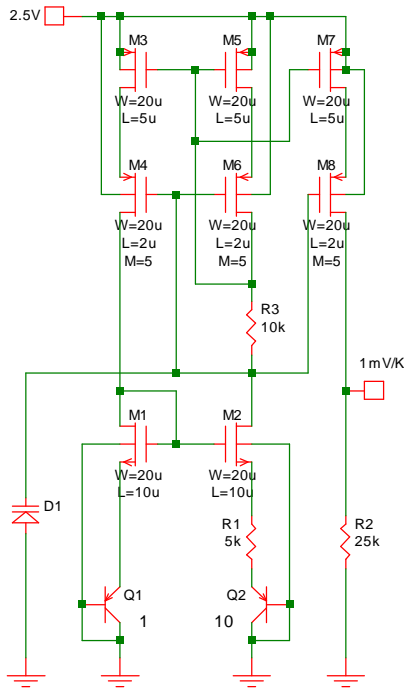 2.5V
M3
M5
M7
W=20u
L=5u
W=20u
L=5u
W=20u
L=5u
M4
M6
M8
W=20u
L=2u
M=5
W=20u
L=2u
M=5
W=20u
L=2u
M=5
R3
10k
1mV/K
M1
M2
W=20u
L=10u
W=20u
L=10u
D1
R1
5k
R2
25k
Q1
1
Q2
10